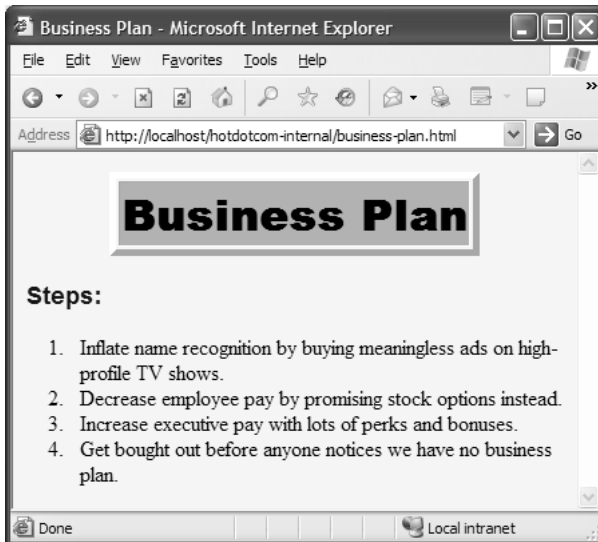 Business Plan - Microsoft Internet Explorer
File Edit View Favorites Tools Help
»
Address http://localhost/hotdotcom-internal/business-plan.html Go
Business Plan
Steps:
1. Inflate name recognition by buying meaningless ads on high-
profile TV shows.
2. Decrease employee pay by promising stock options instead.
3. Increase executive pay with lots of perks and bonuses.
4. Get bought out before anyone notices we have no business
plan.
Done Local intranet